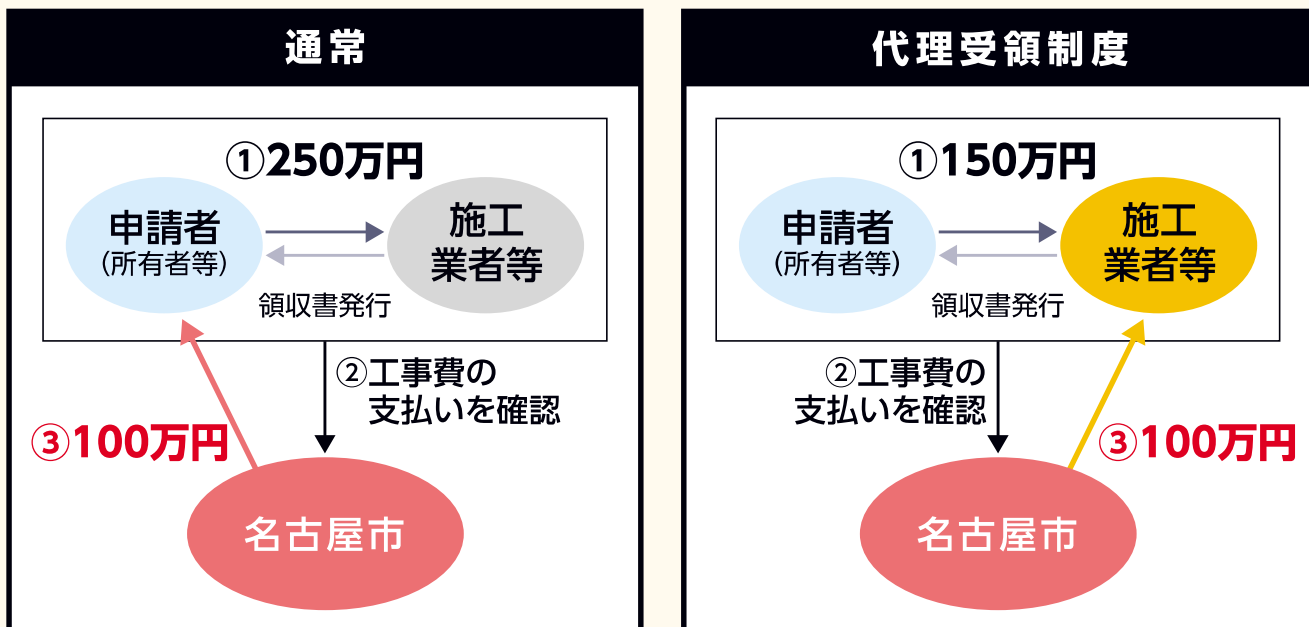 通常
①250万円
申請者
(所有者等)
施工
業者等
領収書発行
②工事費の
支払いを確認
③100万円
名古屋市
代理受領制度
①150万円
申請者
(所有者等)
施工
業者等
領収書発行
②工事費の
支払いを確認
③100万円
名古屋市